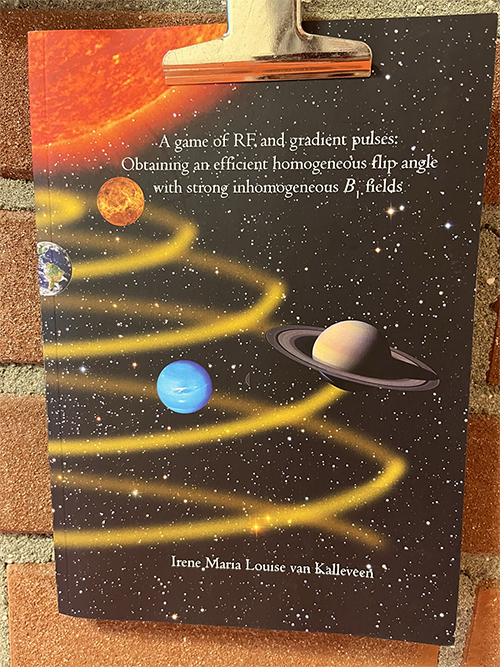 A game of RF and gradient pulses:
Obtaining an efficient homogeneous flip angle
with strong inhomogeneous B₁ fields
Irene Maria Louise van Kalleveen